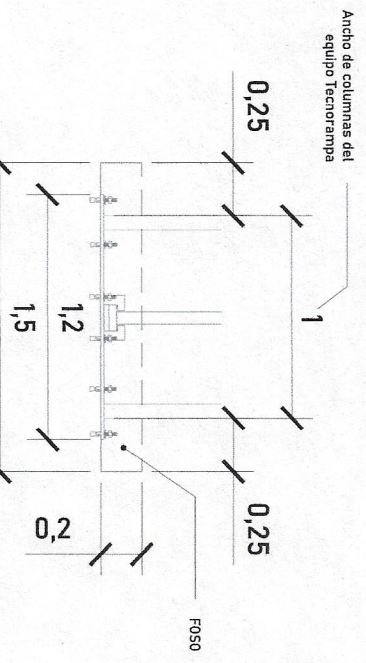 Ancho de columnas del
equipo Tecnorampa
0,25
1
0,25
1,2
1,5
0,2
FOSO